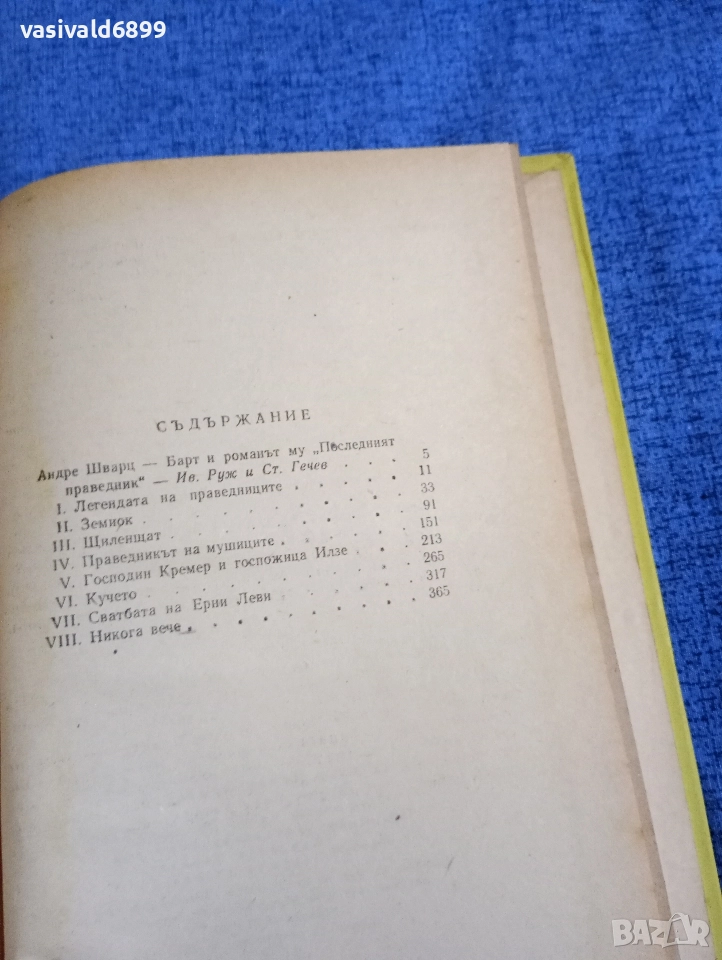 vasivald6899
СЪДЪРЖАНИЕ
Андре Шварц — Барт и романът му „Последният
праведник“ — Ив. Руж и Ст. Гечев . . . 5
I. Легендата на праведниците . . . . 11
II. Земиок . . . . . . . . 33
III. Щиленщат . . . . . . . 91
IV. Праведникът на мушиците . . . . 151
V. Господин Кремер и госпожица Илзе . . 213
VI. Кучето . . . . . . . . 265
VII. Сватбата на Ерни Леви . . . . . 317
VIII. Никога вече . . . . . . . 365
BAZAR